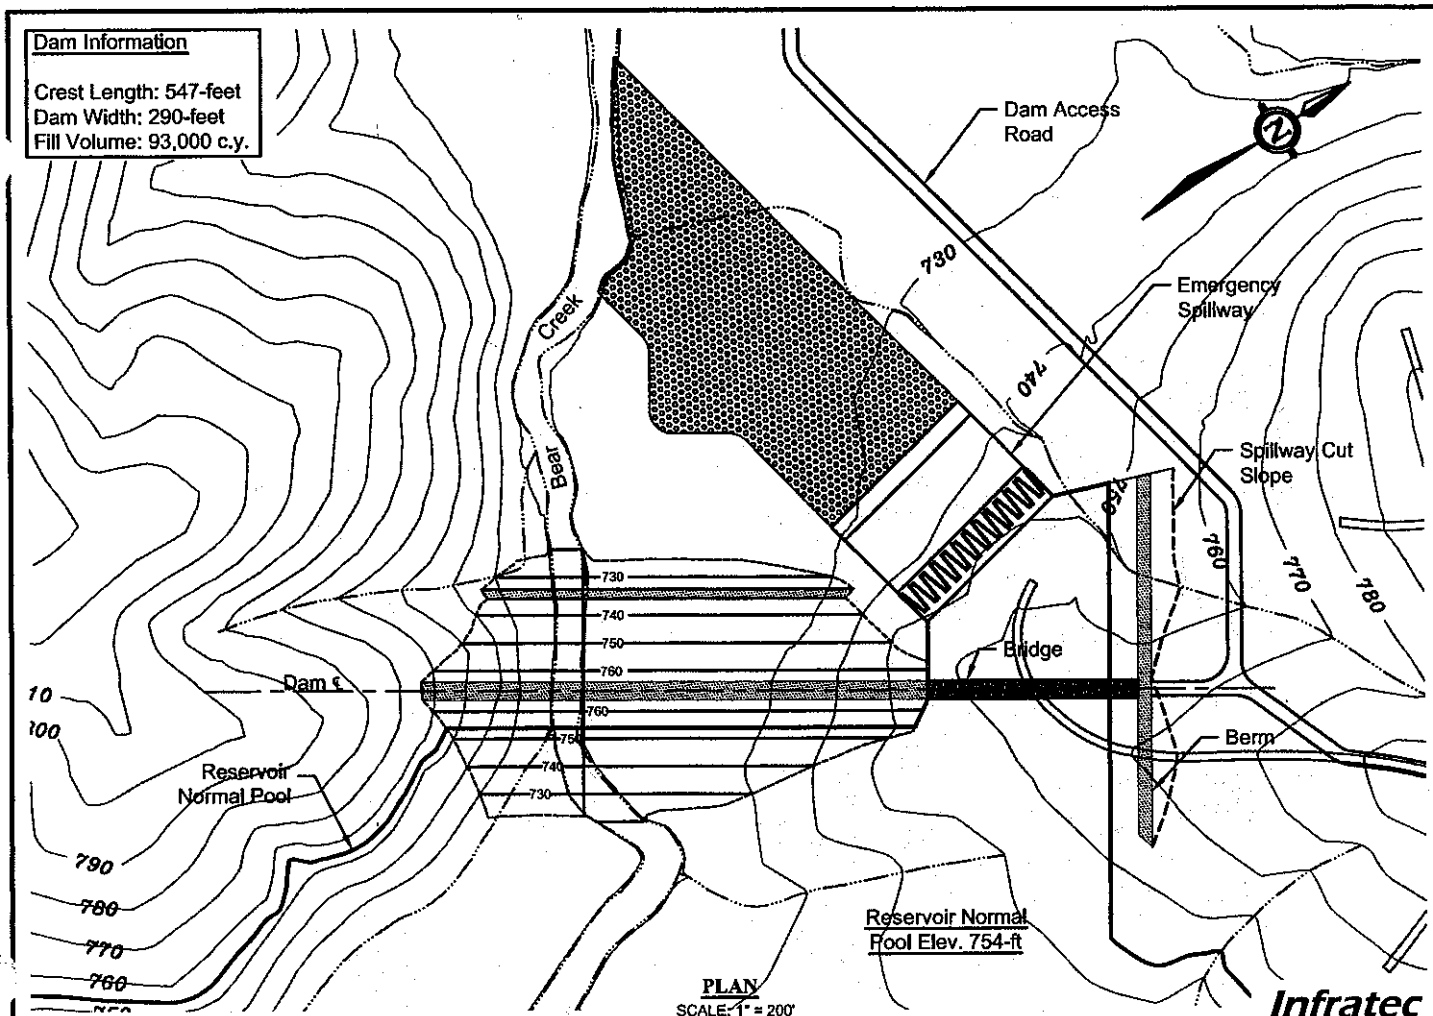 Dam Information
Crest Length: 547-feet
Dam Width: 290-feet
Fill Volume: 93,000 c.y.
Dam Access
Road
N
730
Emergency
Spillway
Creek
740
Bear
Spillway Cut
Slope
750
760
770
780
730
740
750
760
Bridge
Dam ℄
760
750
740
730
Berm
Reservoir
Normal Pool
790
780
770
760
Reservoir Normal
Pool Elev. 754-ft
PLAN
SCALE: 1" = 200'
Infratec